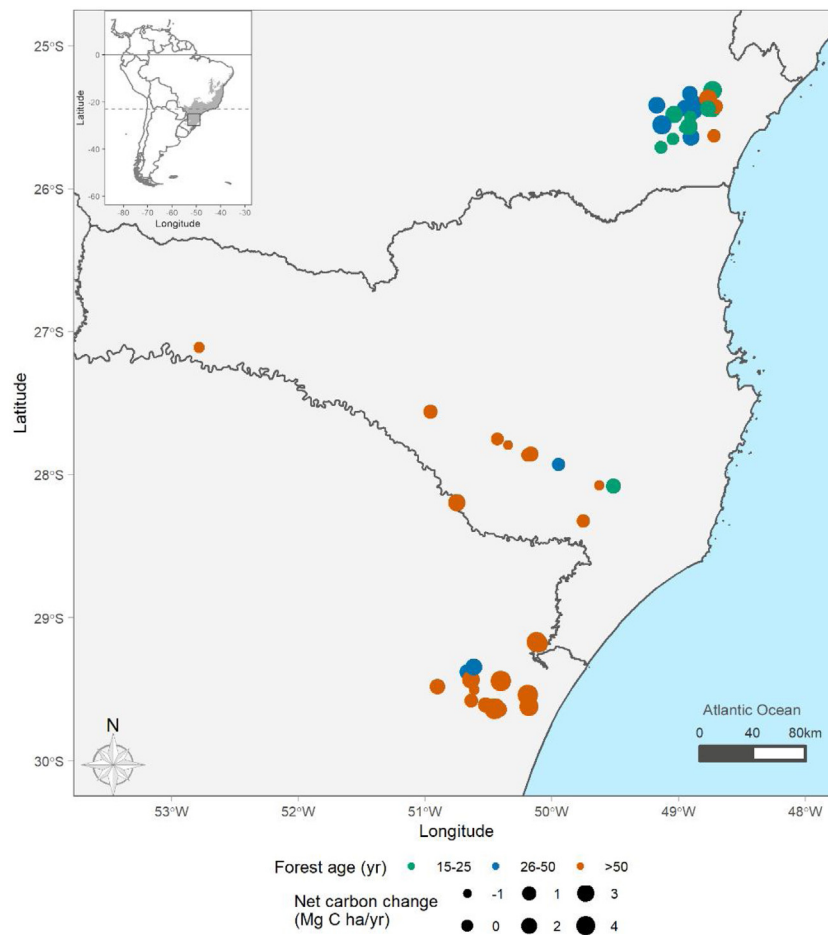 25°S
26°S
27°S
28°S
29°S
30°S
Latitude
20
0
-20
-40
-60
Latitude
-80 -70 -60 -50 -40 -30
Longitude
N
Atlantic Ocean
0 40 80km
53°W 52°W 51°W 50°W 49°W 48°W
Longitude
Forest age (yr) 15-25 26-50 >50
Net carbon change
(Mg C ha/yr)
-1 1 3
0 2 4